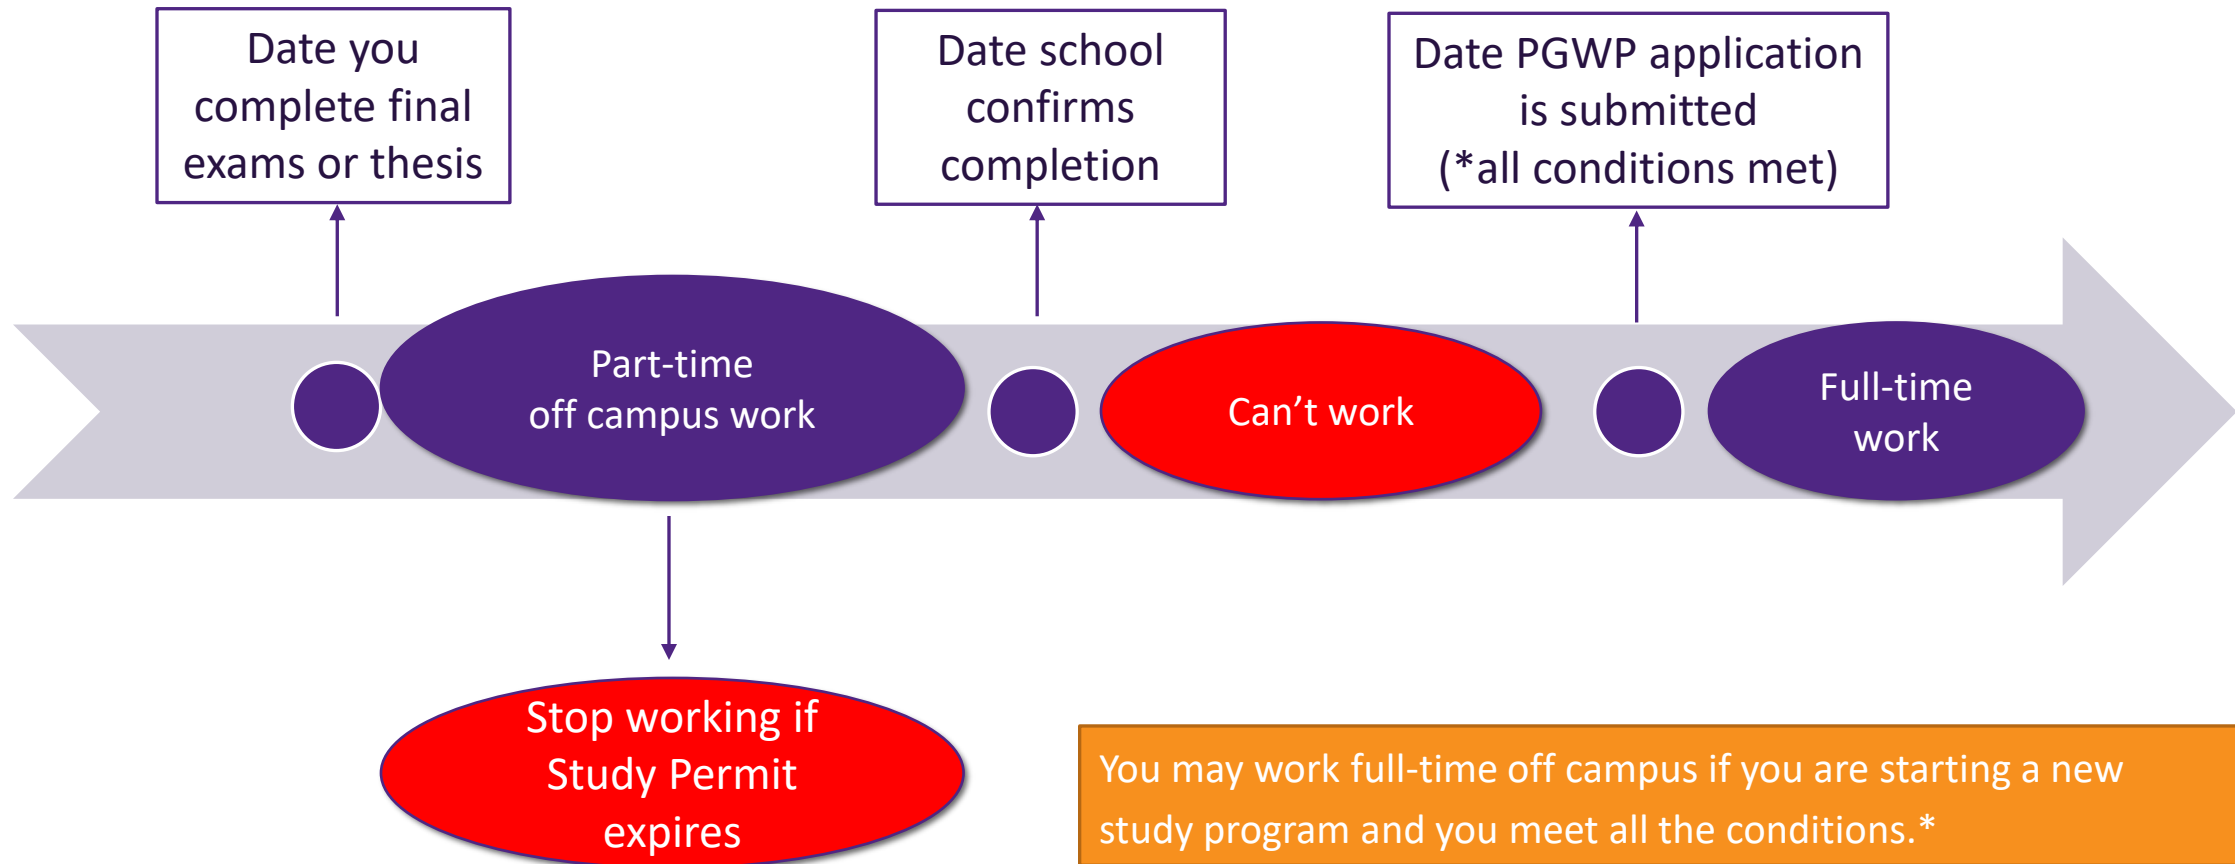 Date you
complete final
exams or thesis
Date school
confirms
completion
Date PGWP application
is submitted
(*all conditions met)
Part-time
off campus work
Can’t work
Full-time
work
Stop working if
Study Permit
expires
You may work full-time off campus if you are starting a new
study program and you meet all the conditions.*